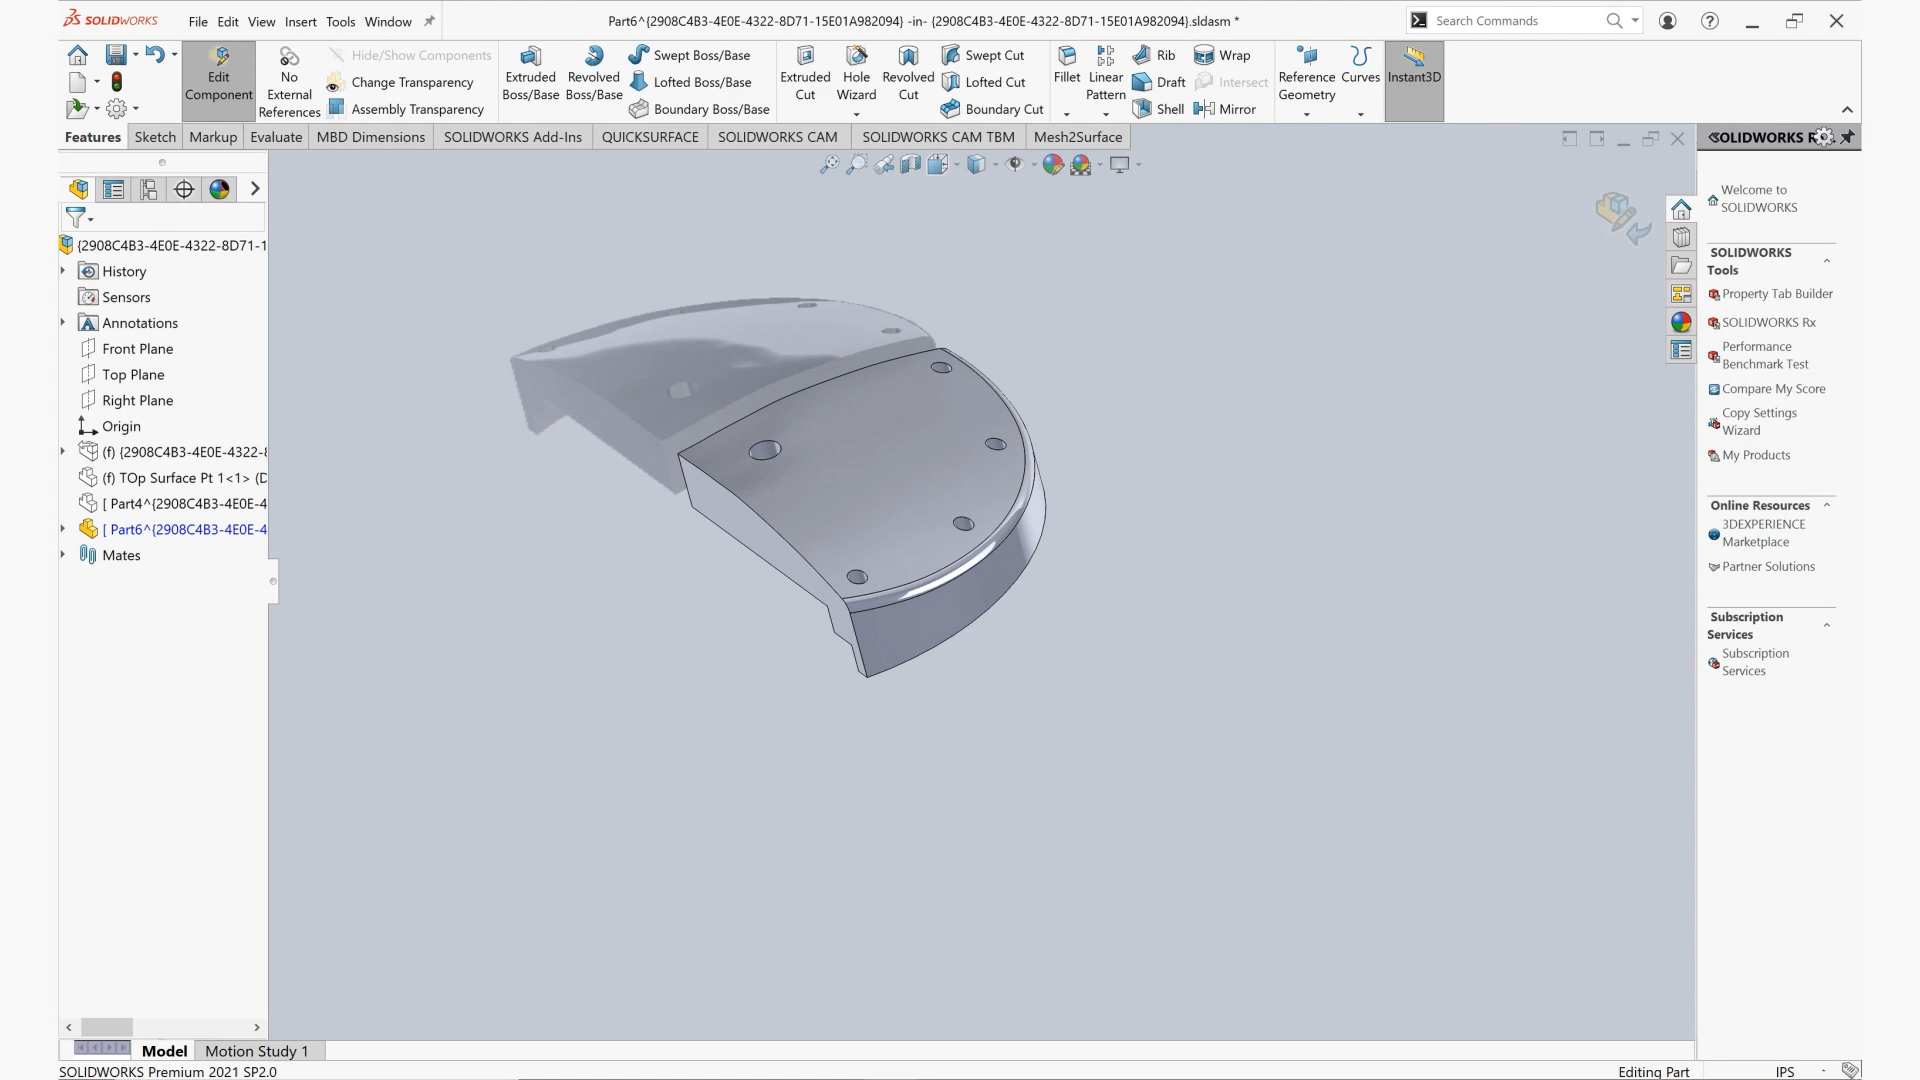 SOLIDWORKS File Edit View Insert Tools Window Part6^{2908C4B3-4E0E-4322-8D71-15E01A982094} -in- {2908C4B3-4E0E-4322-8D71-15E01A982094}.sldasm * Search Commands
Edit Component
No External References
Hide/Show Components
Change Transparency
Assembly Transparency
Extruded Boss/Base
Revolved Boss/Base
Swept Boss/Base
Lofted Boss/Base
Boundary Boss/Base
Extruded Cut
Hole Wizard
Revolved Cut
Swept Cut
Lofted Cut
Boundary Cut
Fillet
Linear Pattern
Rib
Draft
Shell
Wrap
Intersect
Mirror
Reference Geometry
Curves
Instant3D
Features Sketch Markup Evaluate MBD Dimensions SOLIDWORKS Add-Ins QUICKSURFACE SOLIDWORKS CAM SOLIDWORKS CAM TBM Mesh2Surface
{2908C4B3-4E0E-4322-8D71-1
History
Sensors
Annotations
Front Plane
Top Plane
Right Plane
Origin
(f) {2908C4B3-4E0E-4322-8
(f) TOp Surface Pt 1<1> (D
[ Part4^{2908C4B3-4E0E-4
[ Part6^{2908C4B3-4E0E-4
Mates
SOLIDWORKS R
Welcome to
SOLIDWORKS
SOLIDWORKS
Tools
Property Tab Builder
SOLIDWORKS Rx
Performance
Benchmark Test
Compare My Score
Copy Settings
Wizard
My Products
Online Resources
3DEXPERIENCE
Marketplace
Partner Solutions
Subscription
Services
Subscription
Services
Model Motion Study 1
SOLIDWORKS Premium 2021 SP2.0 Editing Part IPS